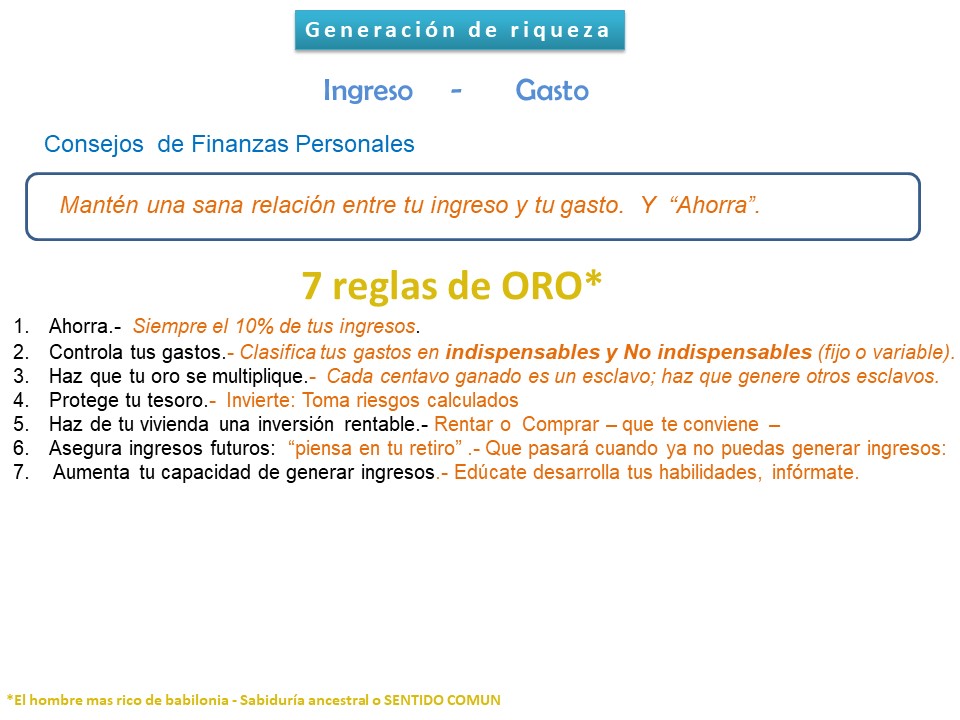 Generación de riqueza
Ingreso - Gasto
Consejos de Finanzas Personales
Mantén una sana relación entre tu ingreso y tu gasto. Y “Ahorra”.
7 reglas de ORO*
1. Ahorra.- Siempre el 10% de tus ingresos.
2. Controla tus gastos.- Clasifica tus gastos en indispensables y No indispensables (fijo o variable).
3. Haz que tu oro se multiplique.- Cada centavo ganado es un esclavo; haz que genere otros esclavos.
4. Protege tu tesoro.- Invierte: Toma riesgos calculados
5. Haz de tu vivienda una inversión rentable.- Rentar o Comprar – que te conviene –
6. Asegura ingresos futuros: “piensa en tu retiro” .- Que pasará cuando ya no puedas generar ingresos:
7. Aumenta tu capacidad de generar ingresos.- Edúcate desarrolla tus habilidades, infórmate.
*El hombre mas rico de babilonia - Sabiduría ancestral o SENTIDO COMUN